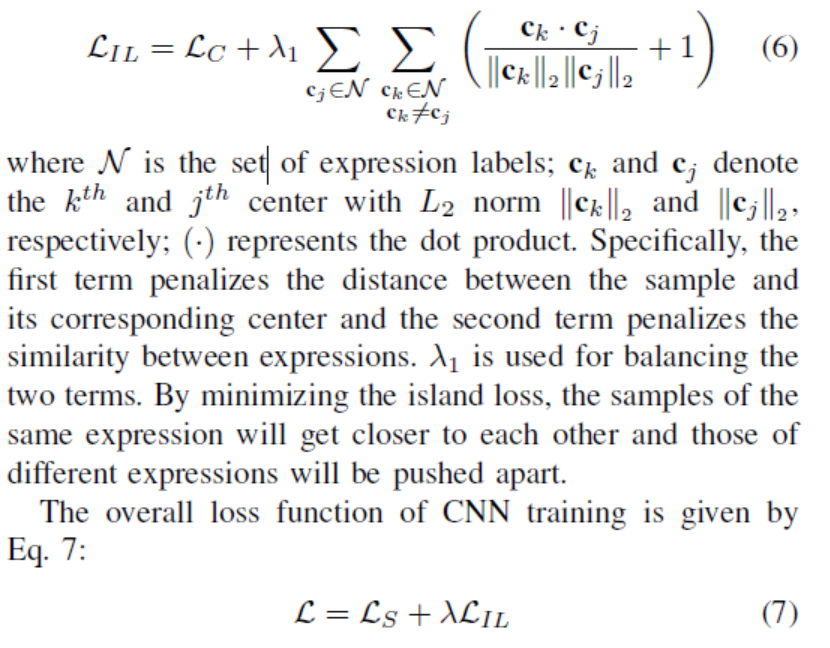 $\mathcal{L}_{IL} = \mathcal{L}_C + \lambda_1 \sum_{\mathbf{c}_j \in \mathcal{N}} \sum_{\substack{\mathbf{c}_k \in \mathcal{N} \\ \mathbf{c}_k \neq \mathbf{c}_j}} \left( \frac{\mathbf{c}_k \cdot \mathbf{c}_j}{\|\mathbf{c}_k\|_2 \|\mathbf{c}_j\|_2} + 1 \right)$ (6)
where $\mathcal{N}$ is the set of expression labels; $\mathbf{c}_k$ and $\mathbf{c}_j$ denote
the $k^{th}$ and $j^{th}$ center with $L_2$ norm $\|\mathbf{c}_k\|_2$ and $\|\mathbf{c}_j\|_2$,
respectively; $(\cdot)$ represents the dot product. Specifically, the
first term penalizes the distance between the sample and
its corresponding center and the second term penalizes the
similarity between expressions. $\lambda_1$ is used for balancing the
two terms. By minimizing the island loss, the samples of the
same expression will get closer to each other and those of
different expressions will be pushed apart.
The overall loss function of CNN training is given by
Eq. 7:
$\mathcal{L} = \mathcal{L}_S + \lambda \mathcal{L}_{IL}$ (7)